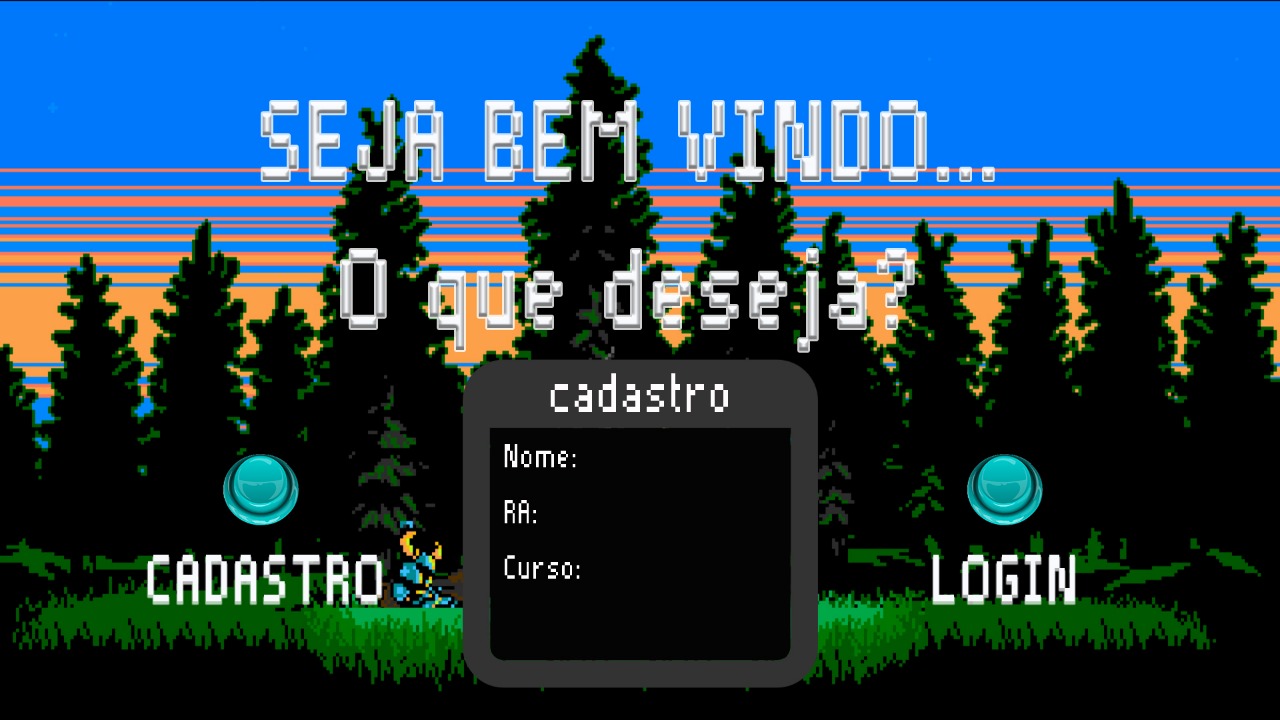 SEJA BEM VINDO...
O que deseja?
cadastro
Nome:
RA:
Curso:
CADASTRO
LOGIN